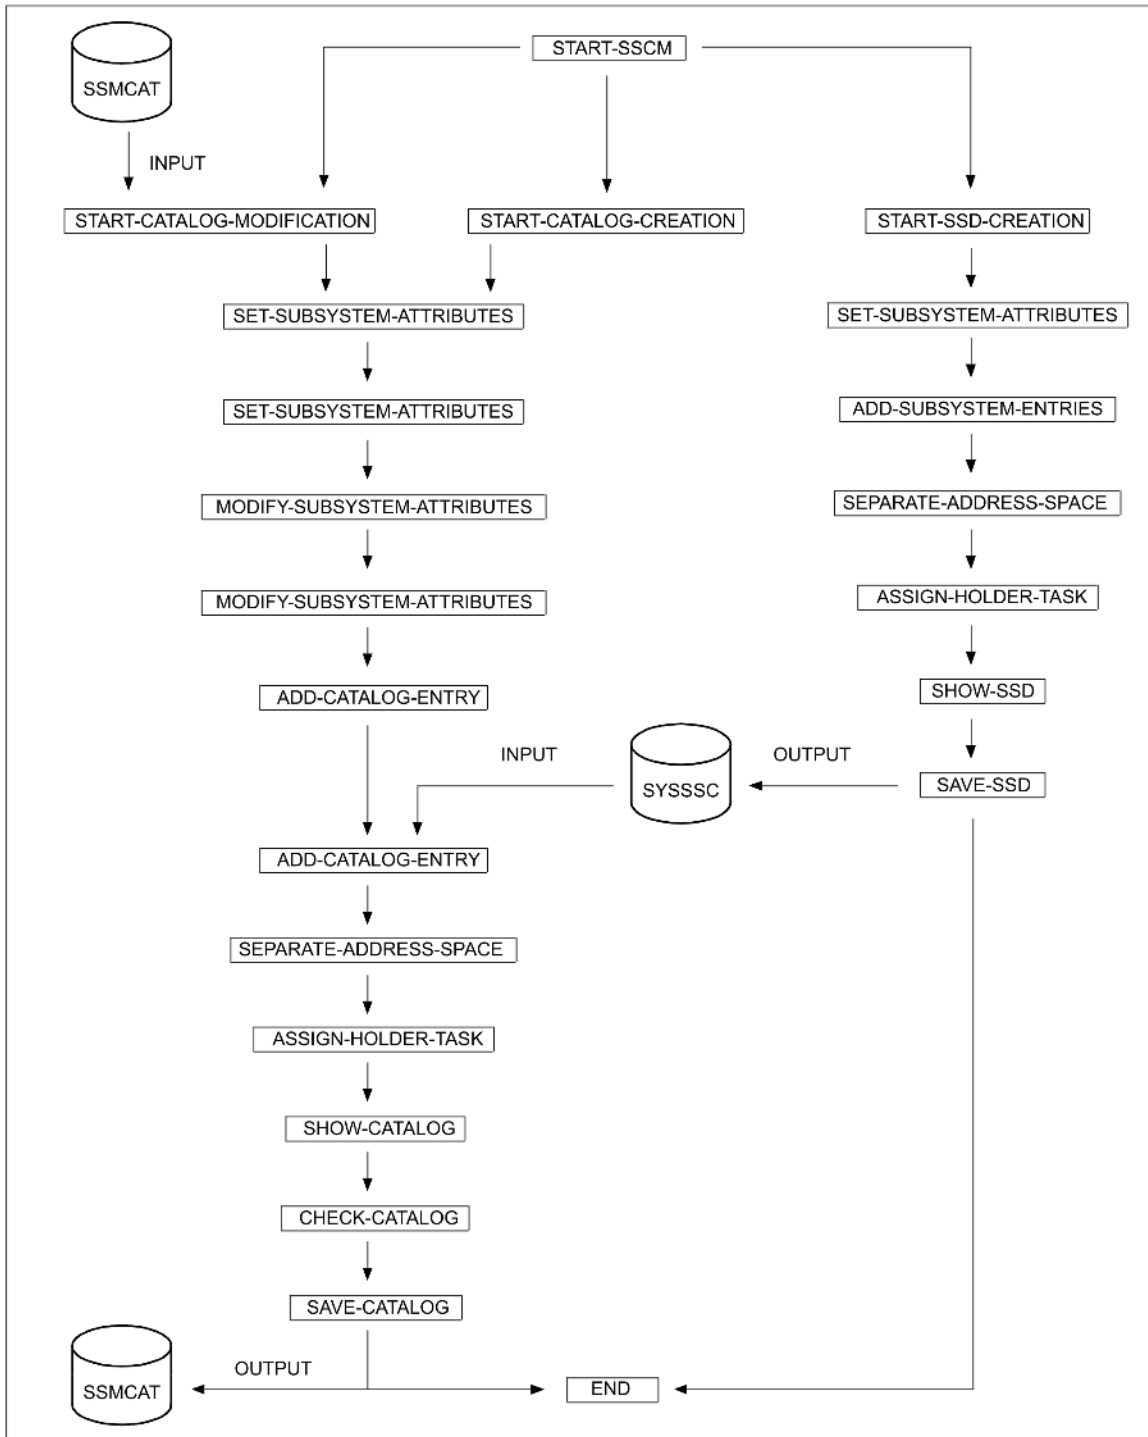 START-SSCM
SSMCAT
INPUT
START-CATALOG-MODIFICATION
START-CATALOG-CREATION
START-SSD-CREATION
SET-SUBSYSTEM-ATTRIBUTES
SET-SUBSYSTEM-ATTRIBUTES
SET-SUBSYSTEM-ATTRIBUTES
ADD-SUBSYSTEM-ENTRIES
MODIFY-SUBSYSTEM-ATTRIBUTES
SEPARATE-ADDRESS-SPACE
MODIFY-SUBSYSTEM-ATTRIBUTES
ASSIGN-HOLDER-TASK
ADD-CATALOG-ENTRY
SHOW-SSD
INPUT
OUTPUT
SYSSSC
SAVE-SSD
ADD-CATALOG-ENTRY
SEPARATE-ADDRESS-SPACE
ASSIGN-HOLDER-TASK
SHOW-CATALOG
CHECK-CATALOG
SAVE-CATALOG
OUTPUT
SSMCAT
END